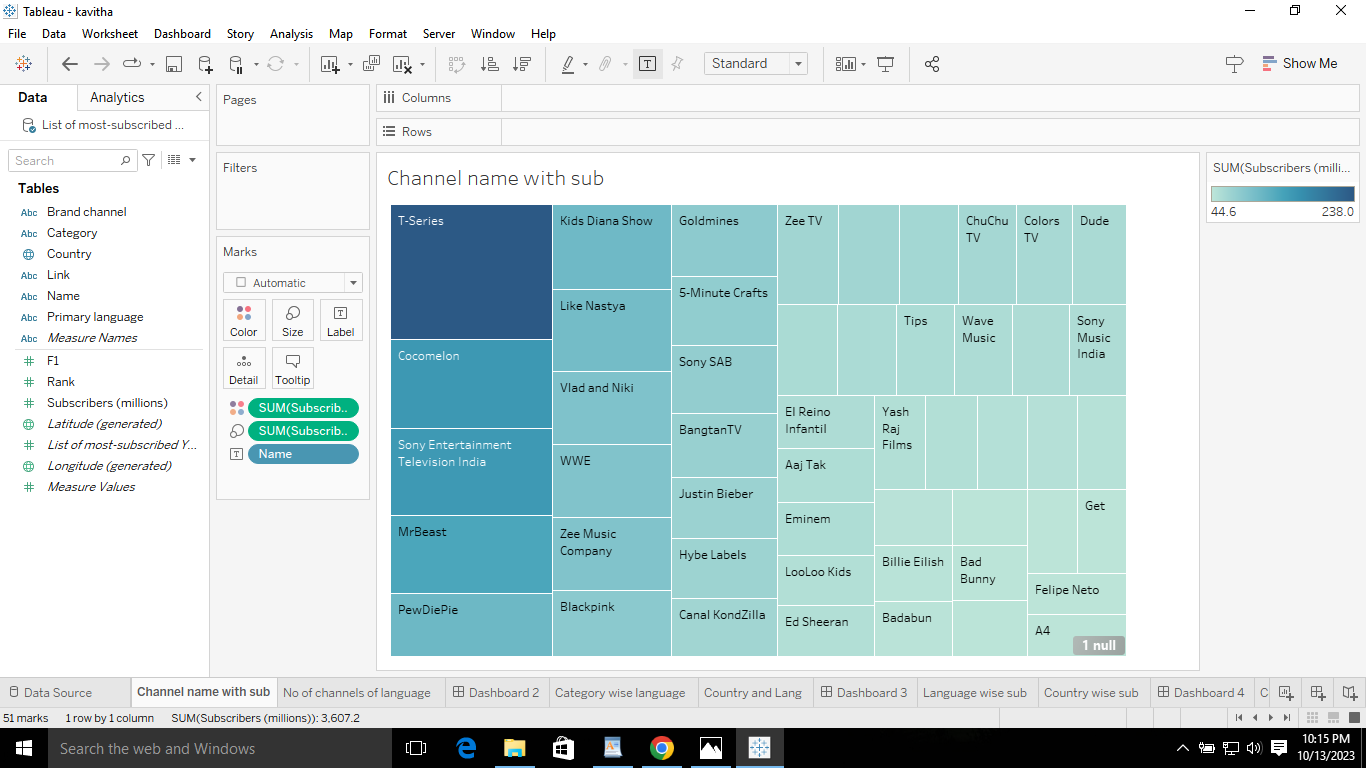 Tableau - kavitha
File Data Worksheet Dashboard Story Analysis Map Format Server Window Help
Standard
Show Me
Data Analytics
List of most-subscribed ...
Search
Tables
Abc Brand channel
Abc Category
Country
Abc Link
Abc Name
Abc Primary language
Abc Measure Names
# F1
# Rank
# Subscribers (millions)
Latitude (generated)
# List of most-subscribed Y...
Longitude (generated)
# Measure Values
Pages
Filters
Marks
Automatic
Color Size Label
Detail Tooltip
SUM(Subscrib..
SUM(Subscrib..
Name
Columns
Rows
Channel name with sub
T-Series
Cocomelon
Sony Entertainment
Television India
MrBeast
PewDiePie
Kids Diana Show
Like Nastya
Vlad and Niki
WWE
Zee Music
Company
Blackpink
Goldmines
5-Minute Crafts
Sony SAB
BangtanTV
Justin Bieber
Hybe Labels
Canal KondZilla
Zee TV
ChuChu
TV
Colors
TV
Dude
Tips
Wave
Music
Sony
Music
India
El Reino
Infantil
Aaj Tak
Eminem
LooLoo Kids
Ed Sheeran
Yash
Raj
Films
Billie Eilish
Badabun
Bad
Bunny
Get
Felipe Neto
A4
1 null
SUM(Subscribers (milli...
44.6 238.0
Data Source Channel name with sub No of channels of language Dashboard 2 Category wise language Country and Lang Dashboard 3 Language wise sub Country wise sub Dashboard 4 C
51 marks 1 row by 1 column SUM(Subscribers (millions)): 3,607.2
Search the web and Windows
10:15 PM
10/13/2023